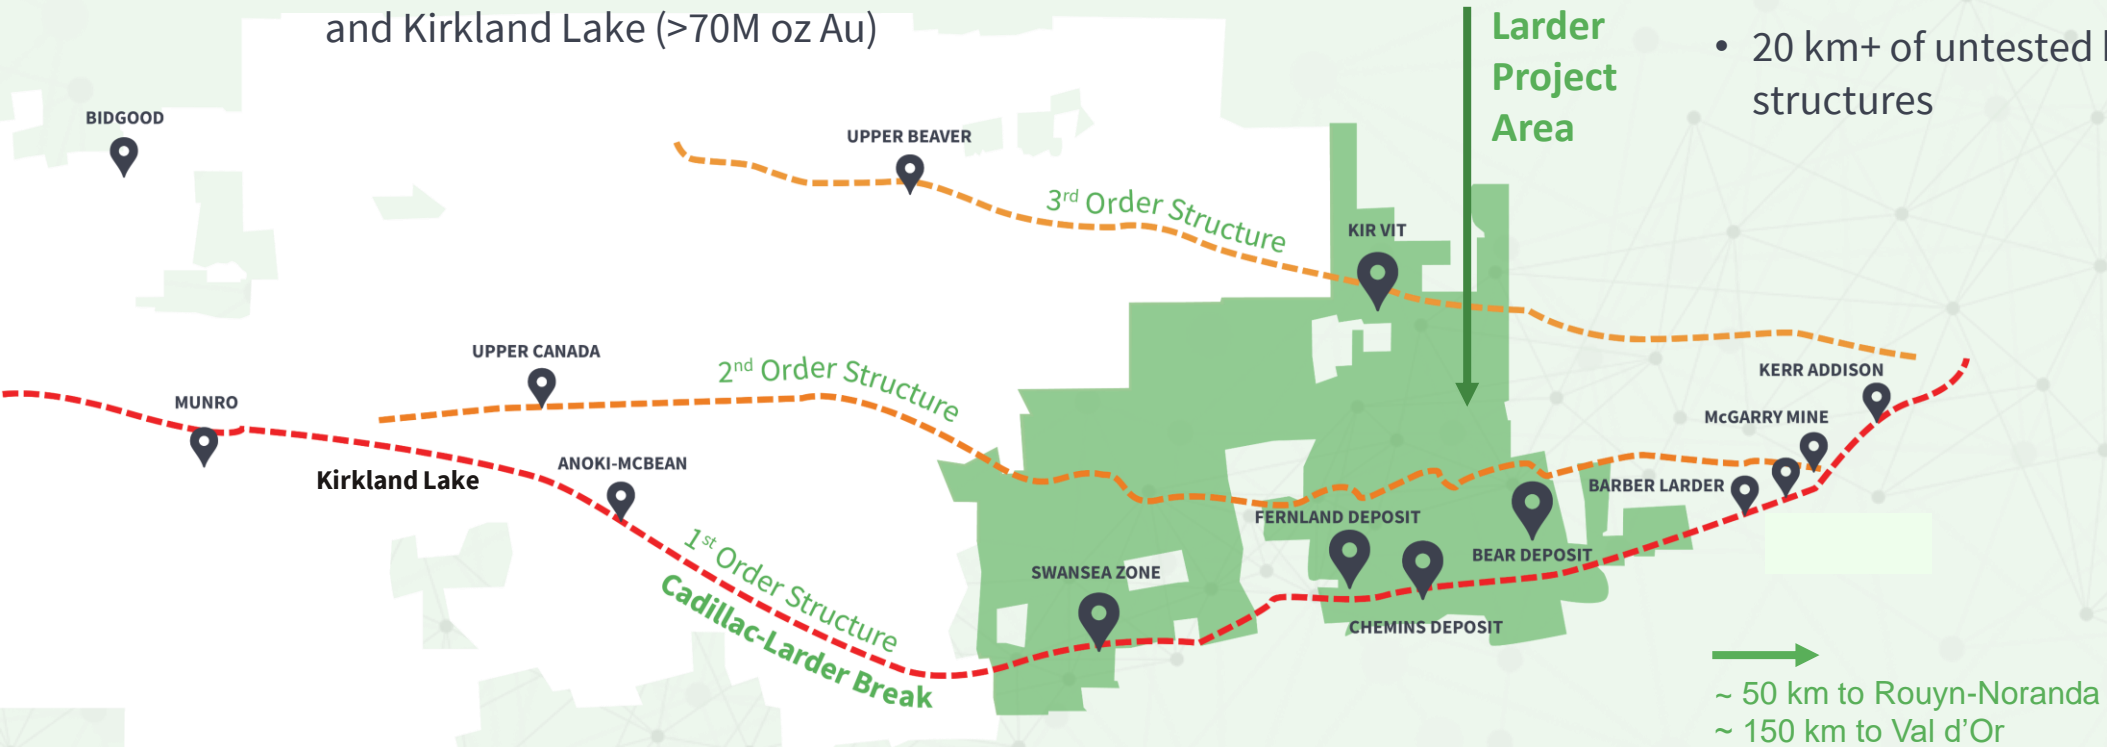 and Kirkland Lake (>70M oz Au)
Larder
Project
Area
• 20 km+ of untested
structures
BIDGOOD
UPPER BEAVER
3rd Order Structure
KIR VIT
UPPER CANADA
2nd Order Structure
KERR ADDISON
MUNRO
McGARRY MINE
ANOKI-MCBEAN
Kirkland Lake
BARBER LARDER
FERNLAND DEPOSIT
BEAR DEPOSIT
1st Order Structure
Cadillac-Larder Break
SWANSEA ZONE
CHEMINS DEPOSIT
~ 50 km to Rouyn-Noranda
~ 150 km to Val d’Or